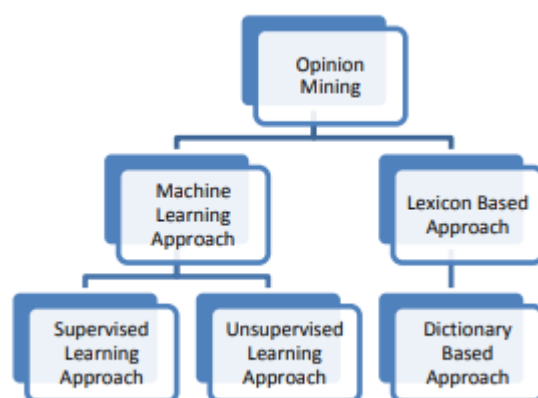 Opinion
Mining
Machine
Learning
Approach
Lexicon Based
Approach
Supervised
Learning
Approach
Unsupervised
Learning
Approach
Dictionary
Based
Approach